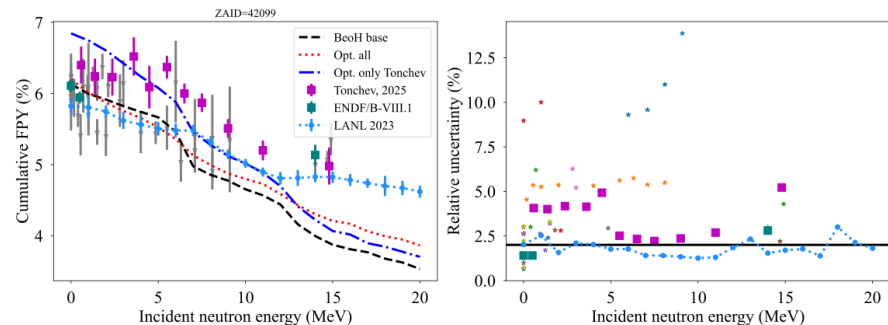 ZAID=42099
7
6
5
4
Cumulative FPY (%)
0
5
10
15
20
Incident neutron energy (MeV)
BeoH base
Opt. all
Opt. only Tonchev
Tonchev, 2025
ENDF/B-VIII.1
LANL 2023
12.5
10.0
7.5
5.0
2.5
0.0
Relative uncertainty (%)
0
5
10
15
20
Incident neutron energy (MeV)